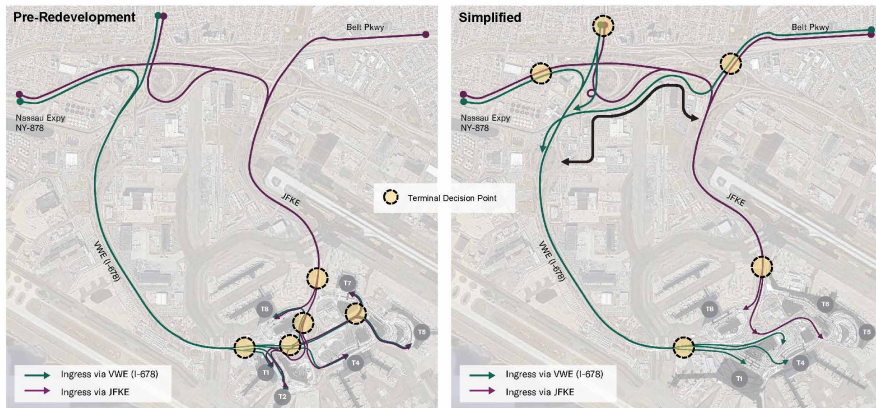 Pre-Redevelopment
Belt Pkwy
Nassau Expy
NY-878
JFKE
VWE (I-678)
T8
T7
T5
T4
T1
T2
Ingress via VWE (I-678)
Ingress via JFKE
Terminal Decision Point
Simplified
Belt Pkwy
Nassau Expy
NY-878
JFKE
VWE (I-678)
T8
T6
T5
T4
T1
Ingress via VWE (I-678)
Ingress via JFKE